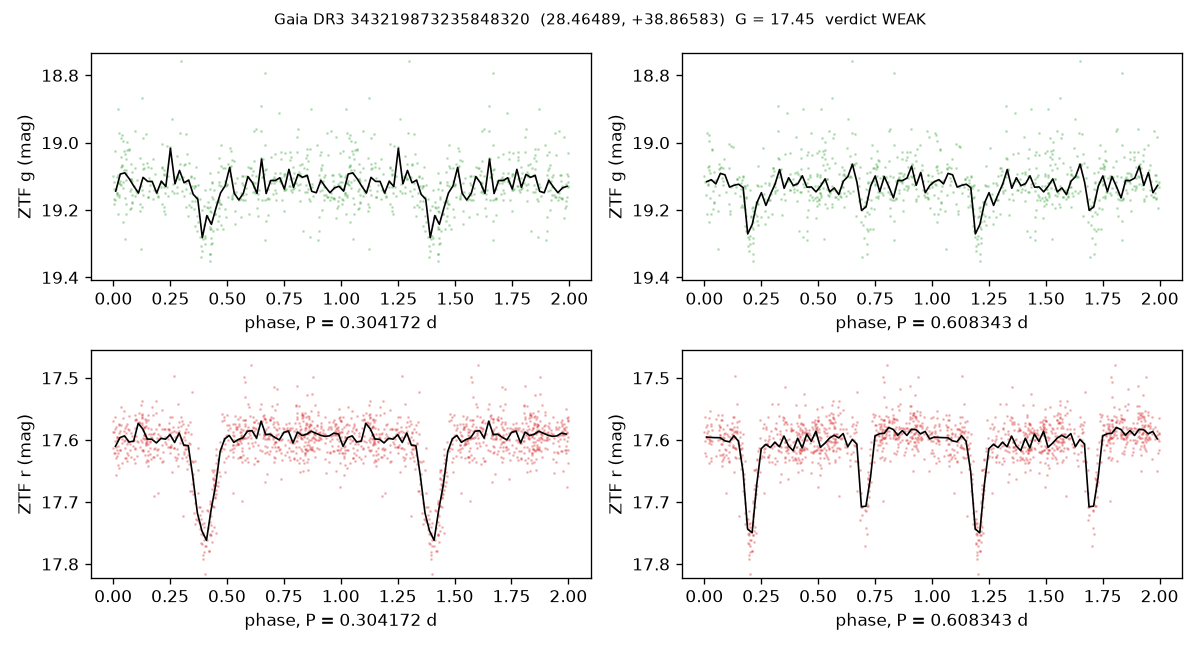 Gaia DR3 343219873235848320  (28.46489, +38.86583)  G = 17.45  verdict WEAK
ZTF g (mag)
18.8
19.0
19.2
19.4
0.00 0.25 0.50 0.75 1.00 1.25 1.50 1.75 2.00
phase, P = 0.304172 d
ZTF g (mag)
18.8
19.0
19.2
19.4
0.00 0.25 0.50 0.75 1.00 1.25 1.50 1.75 2.00
phase, P = 0.608343 d
ZTF r (mag)
17.5
17.6
17.7
17.8
0.00 0.25 0.50 0.75 1.00 1.25 1.50 1.75 2.00
phase, P = 0.304172 d
ZTF r (mag)
17.5
17.6
17.7
17.8
0.00 0.25 0.50 0.75 1.00 1.25 1.50 1.75 2.00
phase, P = 0.608343 d